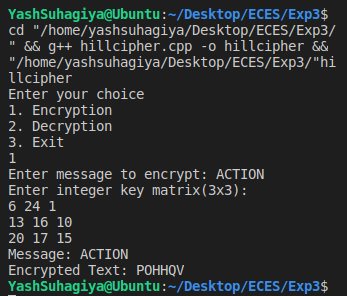 YashSuhagiya@Ubuntu:~/Desktop/ECES/Exp3$
cd "/home/yashsuhagiya/Desktop/ECES/Exp3/
" && g++ hillcipher.cpp -o hillcipher &&
"/home/yashsuhagiya/Desktop/ECES/Exp3/"hi
llcipher
Enter your choice
1. Encryption
2. Decryption
3. Exit
1
Enter message to encrypt: ACTION
Enter integer key matrix(3x3):
6 24 1
13 16 10
20 17 15
Message: ACTION
Encrypted Text: POHHQV
YashSuhagiya@Ubuntu:~/Desktop/ECES/Exp3$